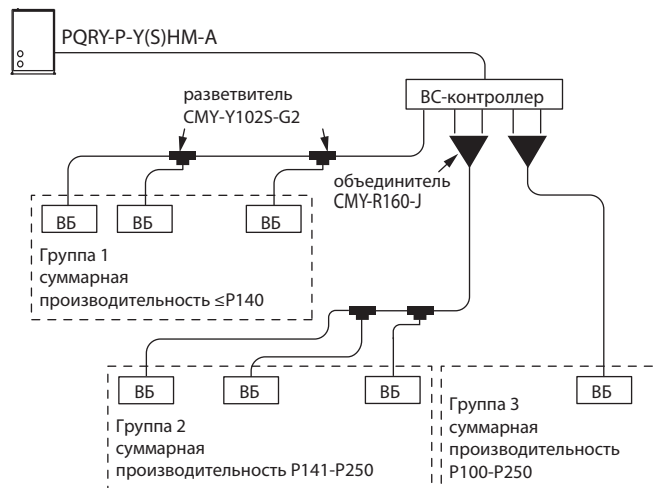 PQRY-P-Y(S)HM-A
разветвитель
CMY-Y102S-G2
ВС-контроллер
объединитель
CMY-R160-J
ВБ
ВБ
ВБ
Группа 1
суммарная
производительность ≤P140
ВБ
ВБ
ВБ
Группа 2
суммарная
производительность P141-P250
ВБ
Группа 3
суммарная
производительность
P100-P250